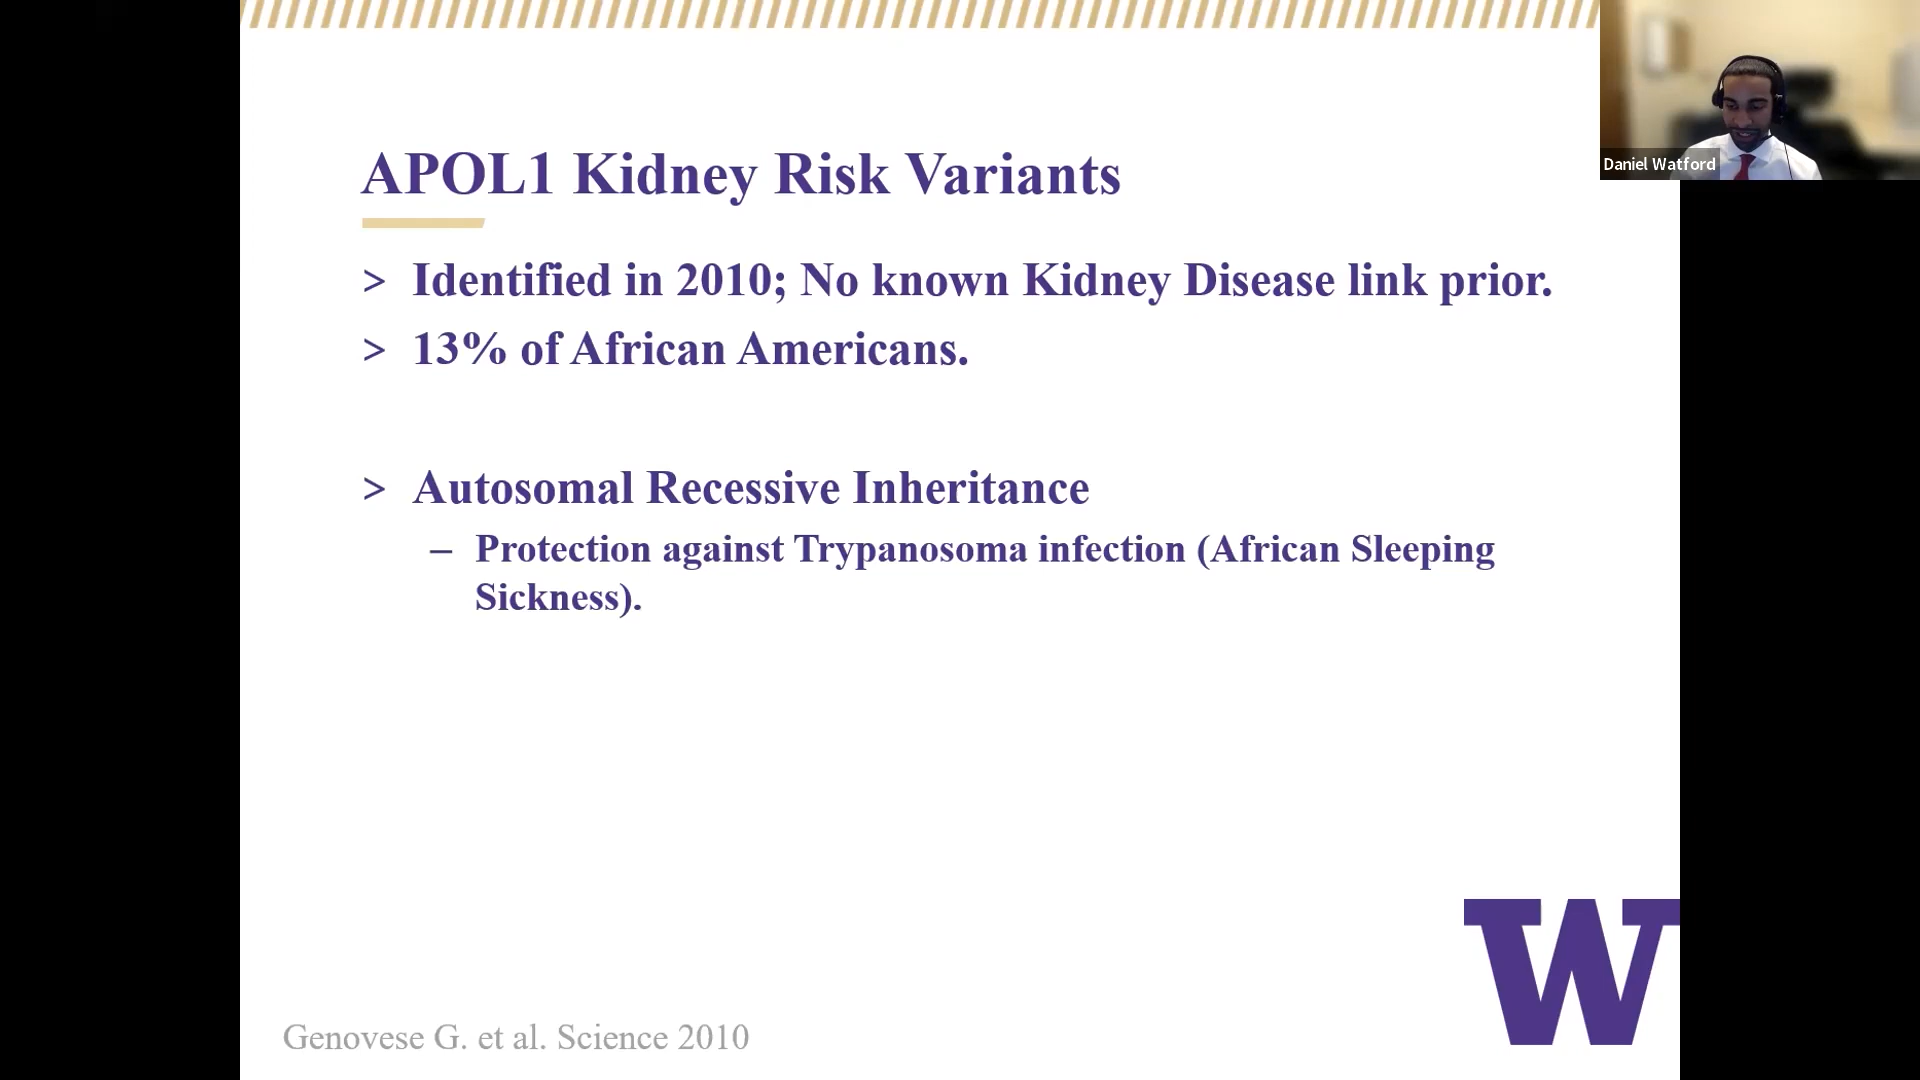 APOL1 Kidney Risk Variants
> Identified in 2010; No known Kidney Disease link prior.
> 13% of African Americans.
> Autosomal Recessive Inheritance
– Protection against Trypanosoma infection (African Sleeping
Sickness).
Genovese G. et al. Science 2010
W
Daniel Watford